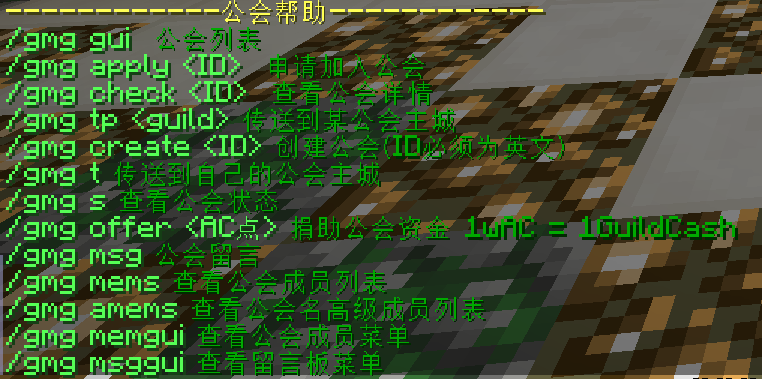 -------------公会帮助-------------
/gmg gui 公会列表
/gmg apply <ID> 申请加入公会
/gmg check <ID> 查看公会详情
/gmg tp <guild> 传送到某公会主城
/gmg create <ID> 创建公会(ID必须为英文)
/gmg t 传送到自己的公会主城
/gmg s 查看公会状态
/gmg offer <AC点> 捐助公会资金 1wAC = 1GuildCash
/gmg msg 公会留言
/gmg mems 查看公会成员列表
/gmg amems 查看公会名高级成员列表
/gmg memgui 查看公会成员菜单
/gmg msggui 查看留言板菜单